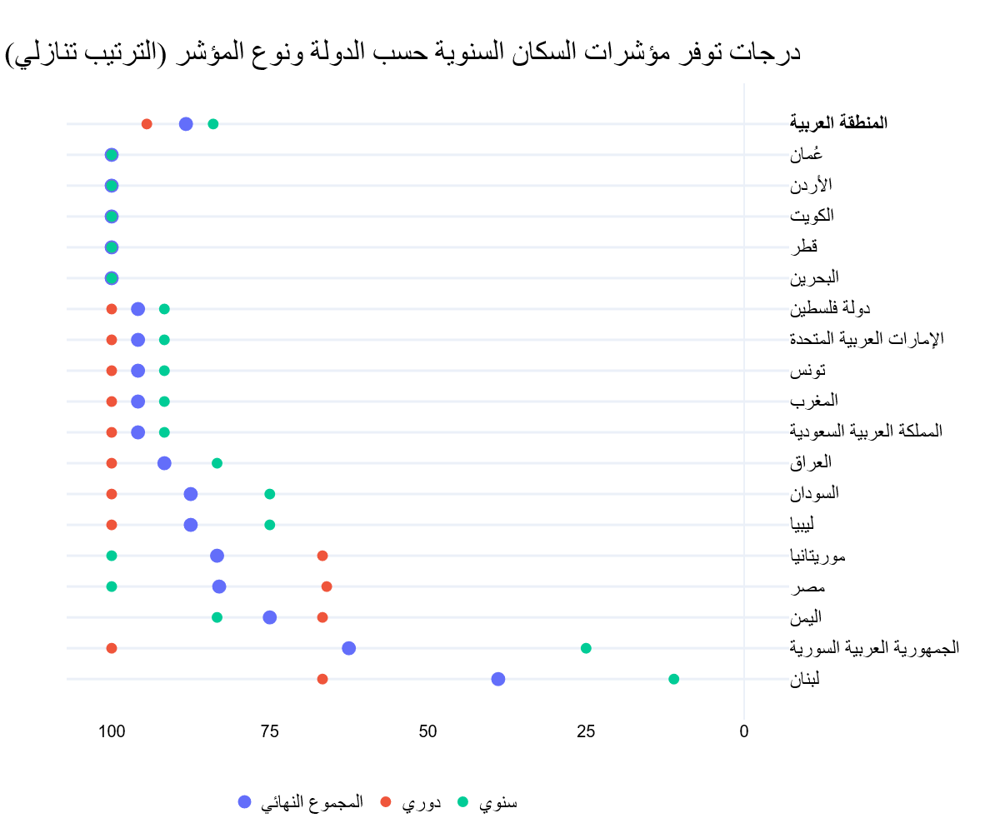 درجات توفر مؤشرات السكان السنوية حسب الدولة ونوع المؤشر (الترتيب تنازلي)
المنطقة العربية
عُمان
الأردن
الكويت
قطر
البحرين
دولة فلسطين
الإمارات العربية المتحدة
تونس
المغرب
المملكة العربية السعودية
العراق
السودان
ليبيا
موريتانيا
مصر
اليمن
الجمهورية العربية السورية
لبنان
100 75 50 25 0
المجموع النهائي دوري سنوي